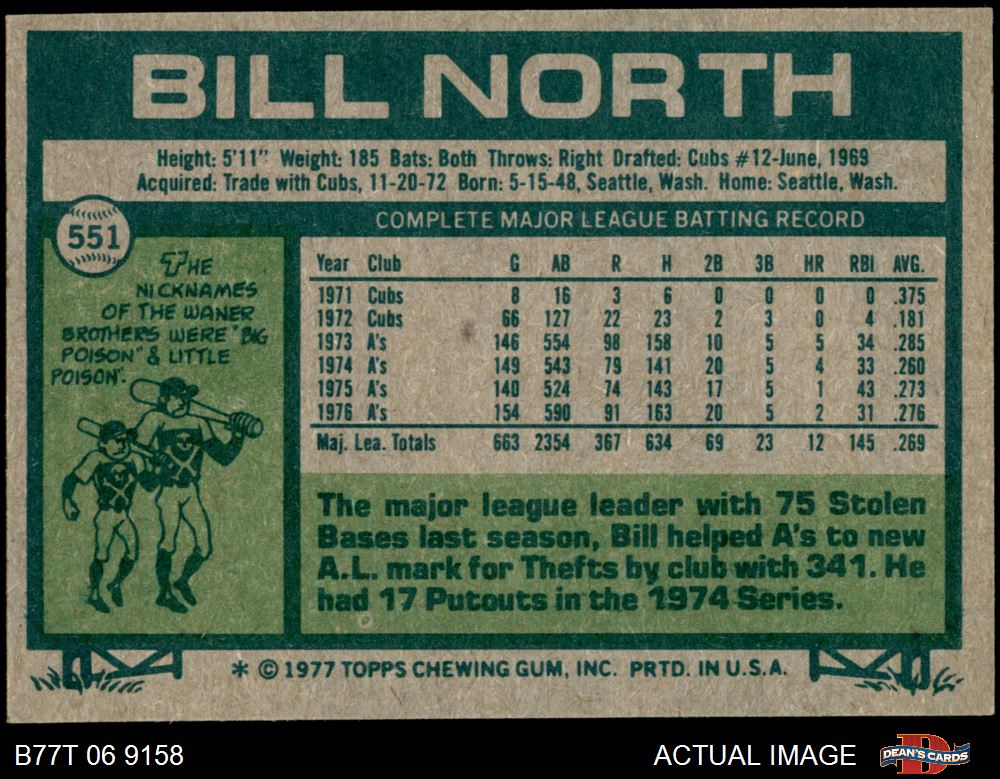 BILL NORTH
Height: 5'11" Weight: 185 Bats: Both Throws: Right Drafted: Cubs #12-June, 1969
Acquired: Trade with Cubs, 11-20-72 Born: 5-15-48, Seattle, Wash. Home: Seattle, Wash.
551
COMPLETE MAJOR LEAGUE BATTING RECORD
THE
NICKNAMES
OF THE WANER
BROTHERS WERE "BIG
POISON" & LITTLE
POISON".
Year Club G AB R H 2B 3B HR RBI AVG.
1971 Cubs 8 16 3 6 0 0 0 0 .375
1972 Cubs 66 127 22 23 2 3 0 4 .181
1973 A's 146 554 98 158 10 5 5 34 .285
1974 A's 149 543 79 141 20 5 4 33 .260
1975 A's 140 524 74 143 17 5 1 43 .273
1976 A's 154 590 91 163 20 5 2 31 .276
Maj. Lea. Totals 663 2354 367 634 69 23 12 145 .269
The major league leader with 75 Stolen
Bases last season, Bill helped A's to new
A.L. mark for Thefts by club with 341. He
had 17 Putouts in the 1974 Series.
* © 1977 TOPPS CHEWING GUM, INC. PRTD. IN U.S.A.
B77T 06 9158
ACTUAL IMAGE
DEAN'S CARDS